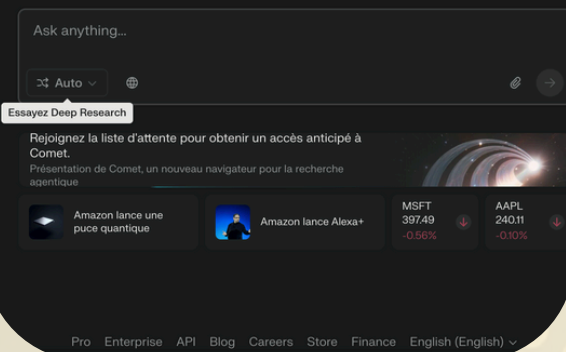 Ask anything...
Auto
Essayez Deep Research
Rejoignez la liste d'attente pour obtenir un accès anticipé à
Comet.
Présentation de Comet, un nouveau navigateur pour la recherche
agentique
Amazon lance une
puce quantique
Amazon lance Alexa+
MSFT
397.49
-0.56%
AAPL
240.11
-0.10%
Pro Enterprise API Blog Careers Store Finance English (English)